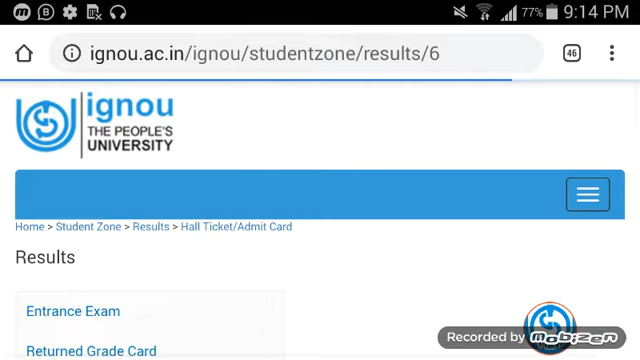 77% 9:14 PM
ignou.ac.in/ignou/studentzone/results/6
46
ignou
THE PEOPLE'S
UNIVERSITY
Home > Student Zone > Results > Hall Ticket/Admit Card
Results
Entrance Exam
Returned Grade Card
Recorded by Mobizen